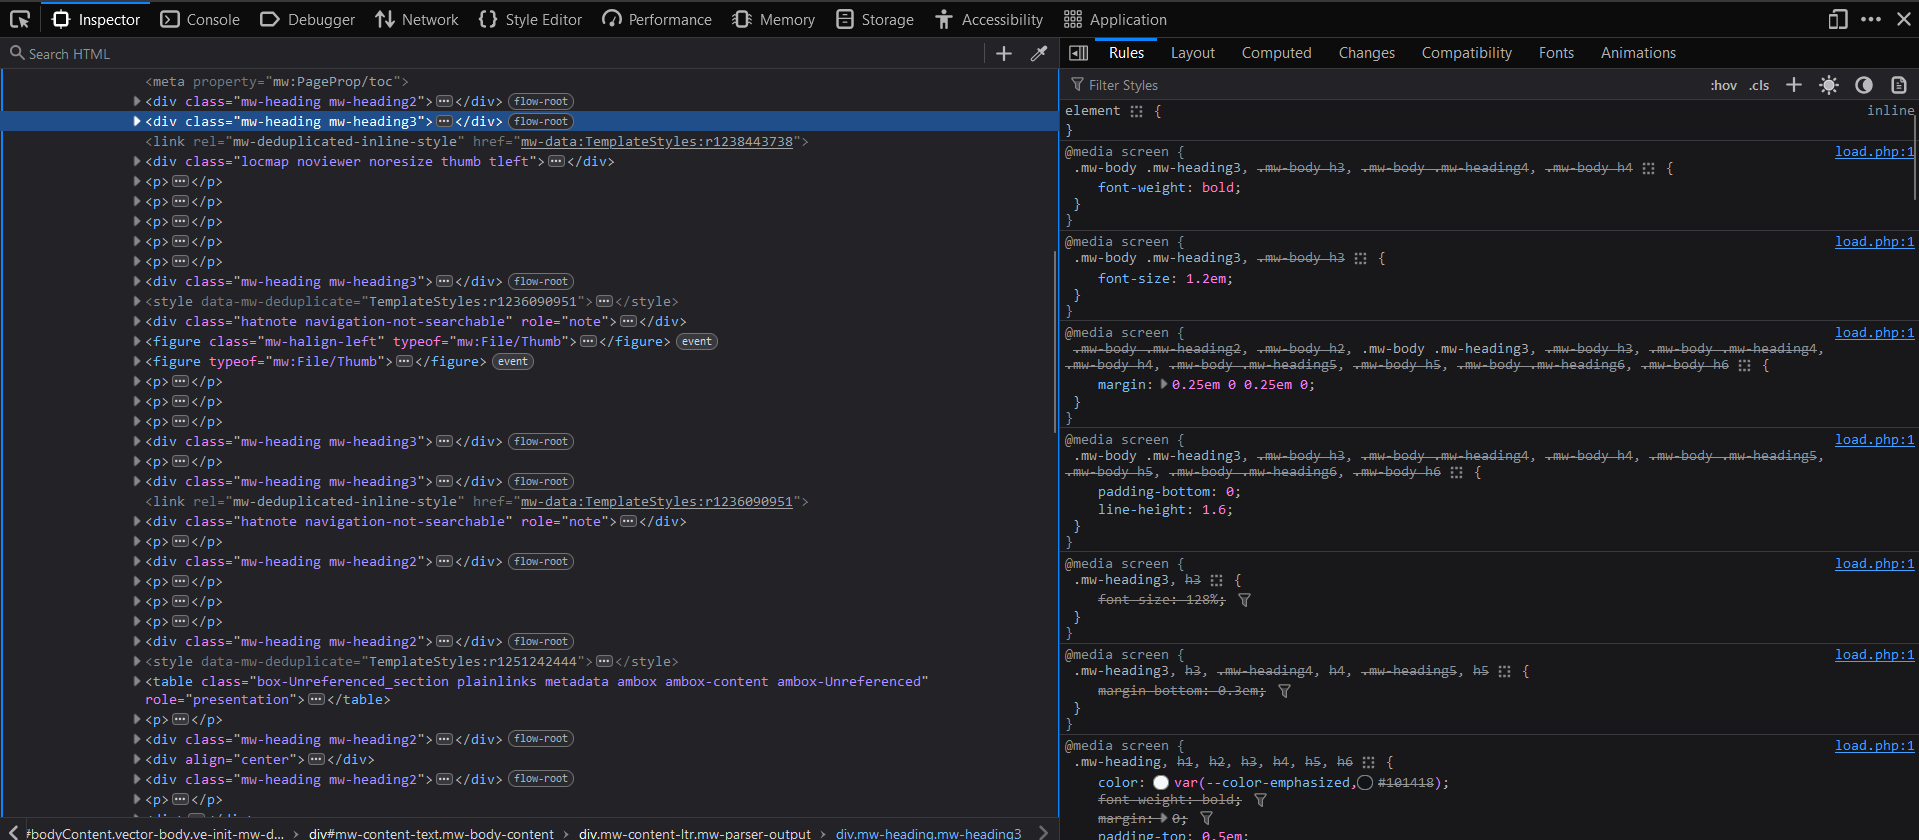 Inspector Console Debugger Network Style Editor Performance Memory Storage Accessibility Application
Search HTML
<meta property="mw:PageProp/toc">
<div class="mw-heading mw-heading2"></div> flow-root
<div class="mw-heading mw-heading3"></div> flow-root
<link rel="mw-deduplicated-inline-style" href="mw-data:TemplateStyles:r1238443738">
<div class="locmap noviewer noresize thumb tleft"></div>
<p></p>
<p></p>
<p></p>
<p></p>
<p></p>
<div class="mw-heading mw-heading3"></div> flow-root
<style data-mw-deduplicate="TemplateStyles:r1236090951"></style>
<div class="hatnote navigation-not-searchable" role="note"></div>
<figure class="mw-halign-left" typeof="mw:File/Thumb"></figure> event
<figure typeof="mw:File/Thumb"></figure> event
<p></p>
<p></p>
<p></p>
<div class="mw-heading mw-heading3"></div> flow-root
<p></p>
<div class="mw-heading mw-heading3"></div> flow-root
<link rel="mw-deduplicated-inline-style" href="mw-data:TemplateStyles:r1236090951">
<div class="hatnote navigation-not-searchable" role="note"></div>
<p></p>
<div class="mw-heading mw-heading2"></div> flow-root
<p></p>
<p></p>
<p></p>
<div class="mw-heading mw-heading2"></div> flow-root
<style data-mw-deduplicate="TemplateStyles:r1251242444"></style>
<table class="box-Unreferenced_section plainlinks metadata ambox ambox-content ambox-Unreferenced"
role="presentation"></table>
<p></p>
<div class="mw-heading mw-heading2"></div> flow-root
<div align="center"></div>
<div class="mw-heading mw-heading2"></div> flow-root
<p></p>
#bodyContent.vector-body.ve-init-mw-d... div#mw-content-text.mw-body-content div.mw-content-ltr.mw-parser-output div.mw-heading.mw-heading3
Rules Layout Computed Changes Compatibility Fonts Animations
Filter Styles :hov .cls
element { inline
}
@media screen { load.php:1
.mw-body .mw-heading3, .mw-body h3, .mw-body .mw-heading4, .mw-body h4 {
font-weight: bold;
}
}
@media screen { load.php:1
.mw-body .mw-heading3, .mw-body h3 {
font-size: 1.2em;
}
}
@media screen { load.php:1
.mw-body .mw-heading2, .mw-body h2, .mw-body .mw-heading3, .mw-body h3, .mw-body .mw-heading4,
.mw-body h4, .mw-body .mw-heading5, .mw-body h5, .mw-body .mw-heading6, .mw-body h6 {
margin: 0.25em 0 0.25em 0;
}
}
@media screen { load.php:1
.mw-body .mw-heading3, .mw-body h3, .mw-body .mw-heading4, .mw-body h4, .mw-body .mw-heading5,
.mw-body h5, .mw-body .mw-heading6, .mw-body h6 {
padding-bottom: 0;
line-height: 1.6;
}
}
@media screen { load.php:1
.mw-heading3, h3 {
font-size: 128%;
}
}
@media screen { load.php:1
.mw-heading3, h3, .mw-heading4, h4, .mw-heading5, h5 {
margin-bottom: 0.3em;
}
}
@media screen { load.php:1
.mw-heading, h1, h2, h3, h4, h5, h6 {
color: var(--color-emphasized, #101418);
font-weight: bold;
margin: 0;
padding-top: 0.5em;